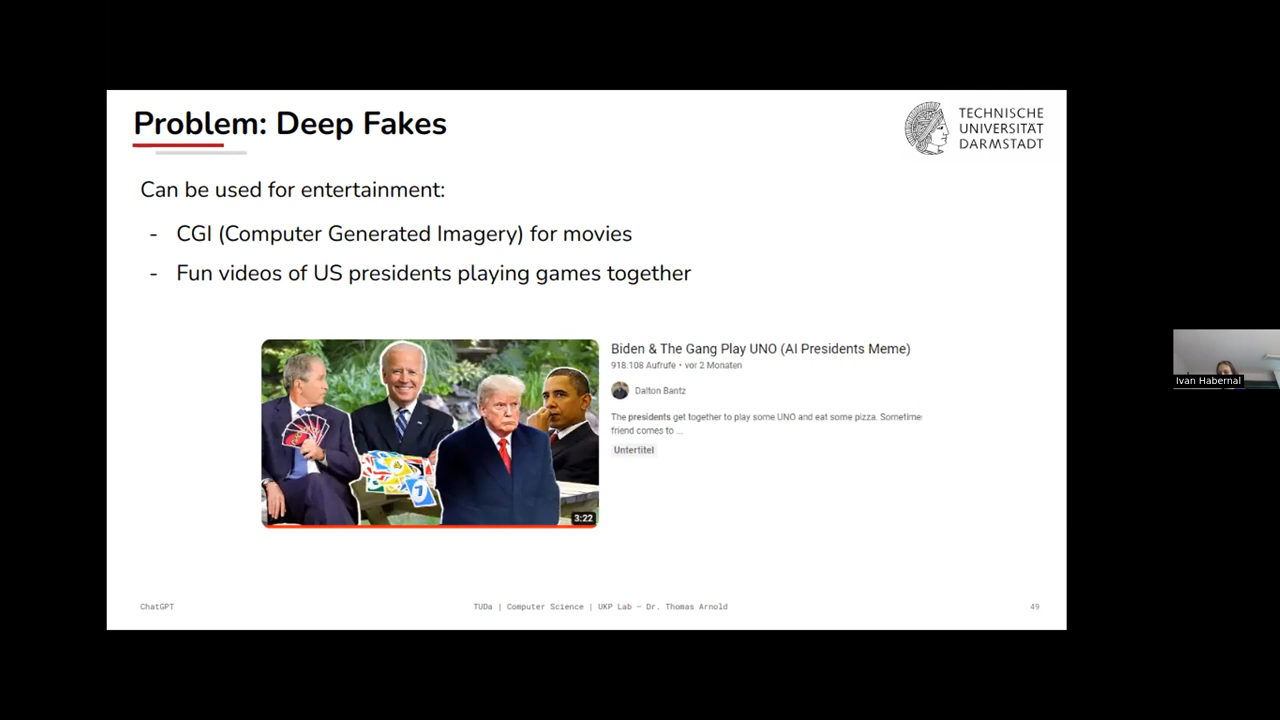 Problem: Deep Fakes
TECHNISCHE
UNIVERSITÄT
DARMSTADT
Can be used for entertainment:
- CGI (Computer Generated Imagery) for movies
- Fun videos of US presidents playing games together
Biden & The Gang Play UNO (AI Presidents Meme)
918.108 Aufrufe • vor 2 Monaten
Dalton Bantz
The presidents get together to play some UNO and eat some pizza. Sometime
friend comes to ...
Untertitel
3:22
Ivan Habernal
ChatGPT
TUDa | Computer Science | UKP Lab – Dr. Thomas Arnold
49